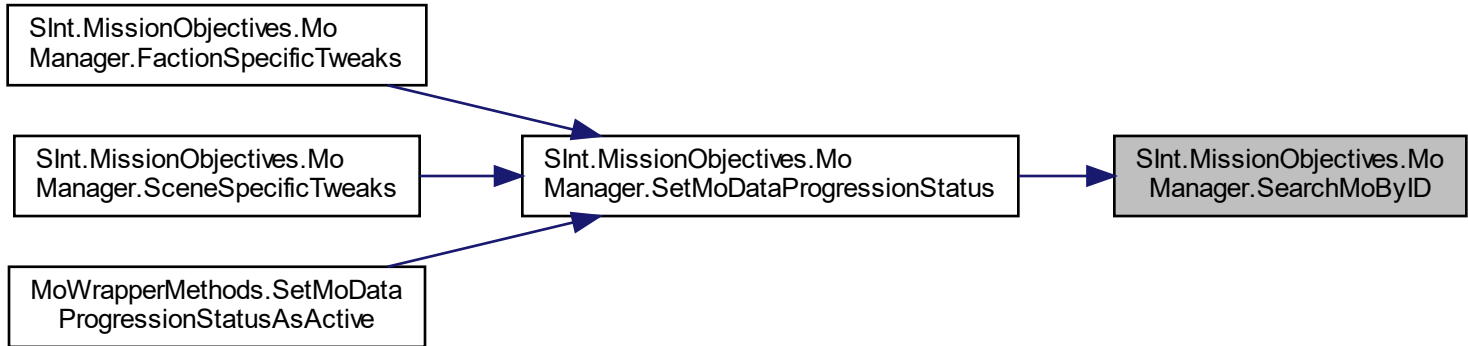 SInt.MissionObjectives.Mo
Manager.FactionSpecificTweaks
SInt.MissionObjectives.Mo
Manager.SceneSpecificTweaks
MoWrapperMethods.SetMoData
ProgressionStatusAsActive
SInt.MissionObjectives.Mo
Manager.SetMoDataProgressionStatus
SInt.MissionObjectives.Mo
Manager.SearchMoByID